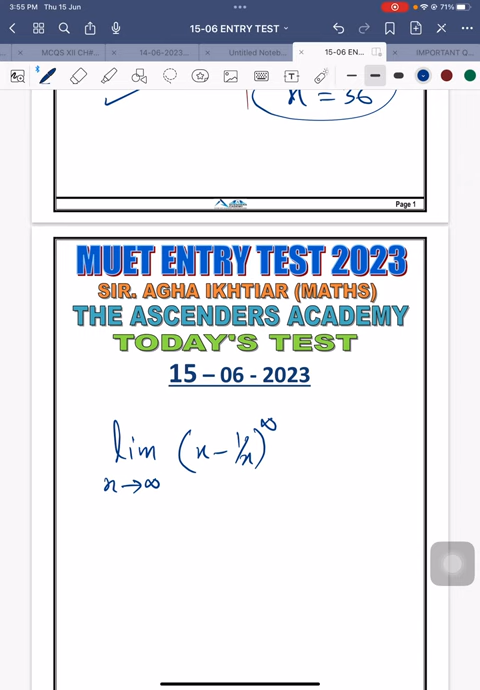 3:55 PM Thu 15 Jun
71%
15-06 ENTRY TEST
MCQS XII CH#...
14-06-2023...
Untitled Noteb...
15-06 EN...
IMPORTANT Q...
x = 36
Page 1
MUET ENTRY TEST 2023
SIR. AGHA IKHTIAR (MATHS)
THE ASCENDERS ACADEMY
TODAY'S TEST
15 – 06 - 2023
lim (x - 1/x)^∞
x → ∞